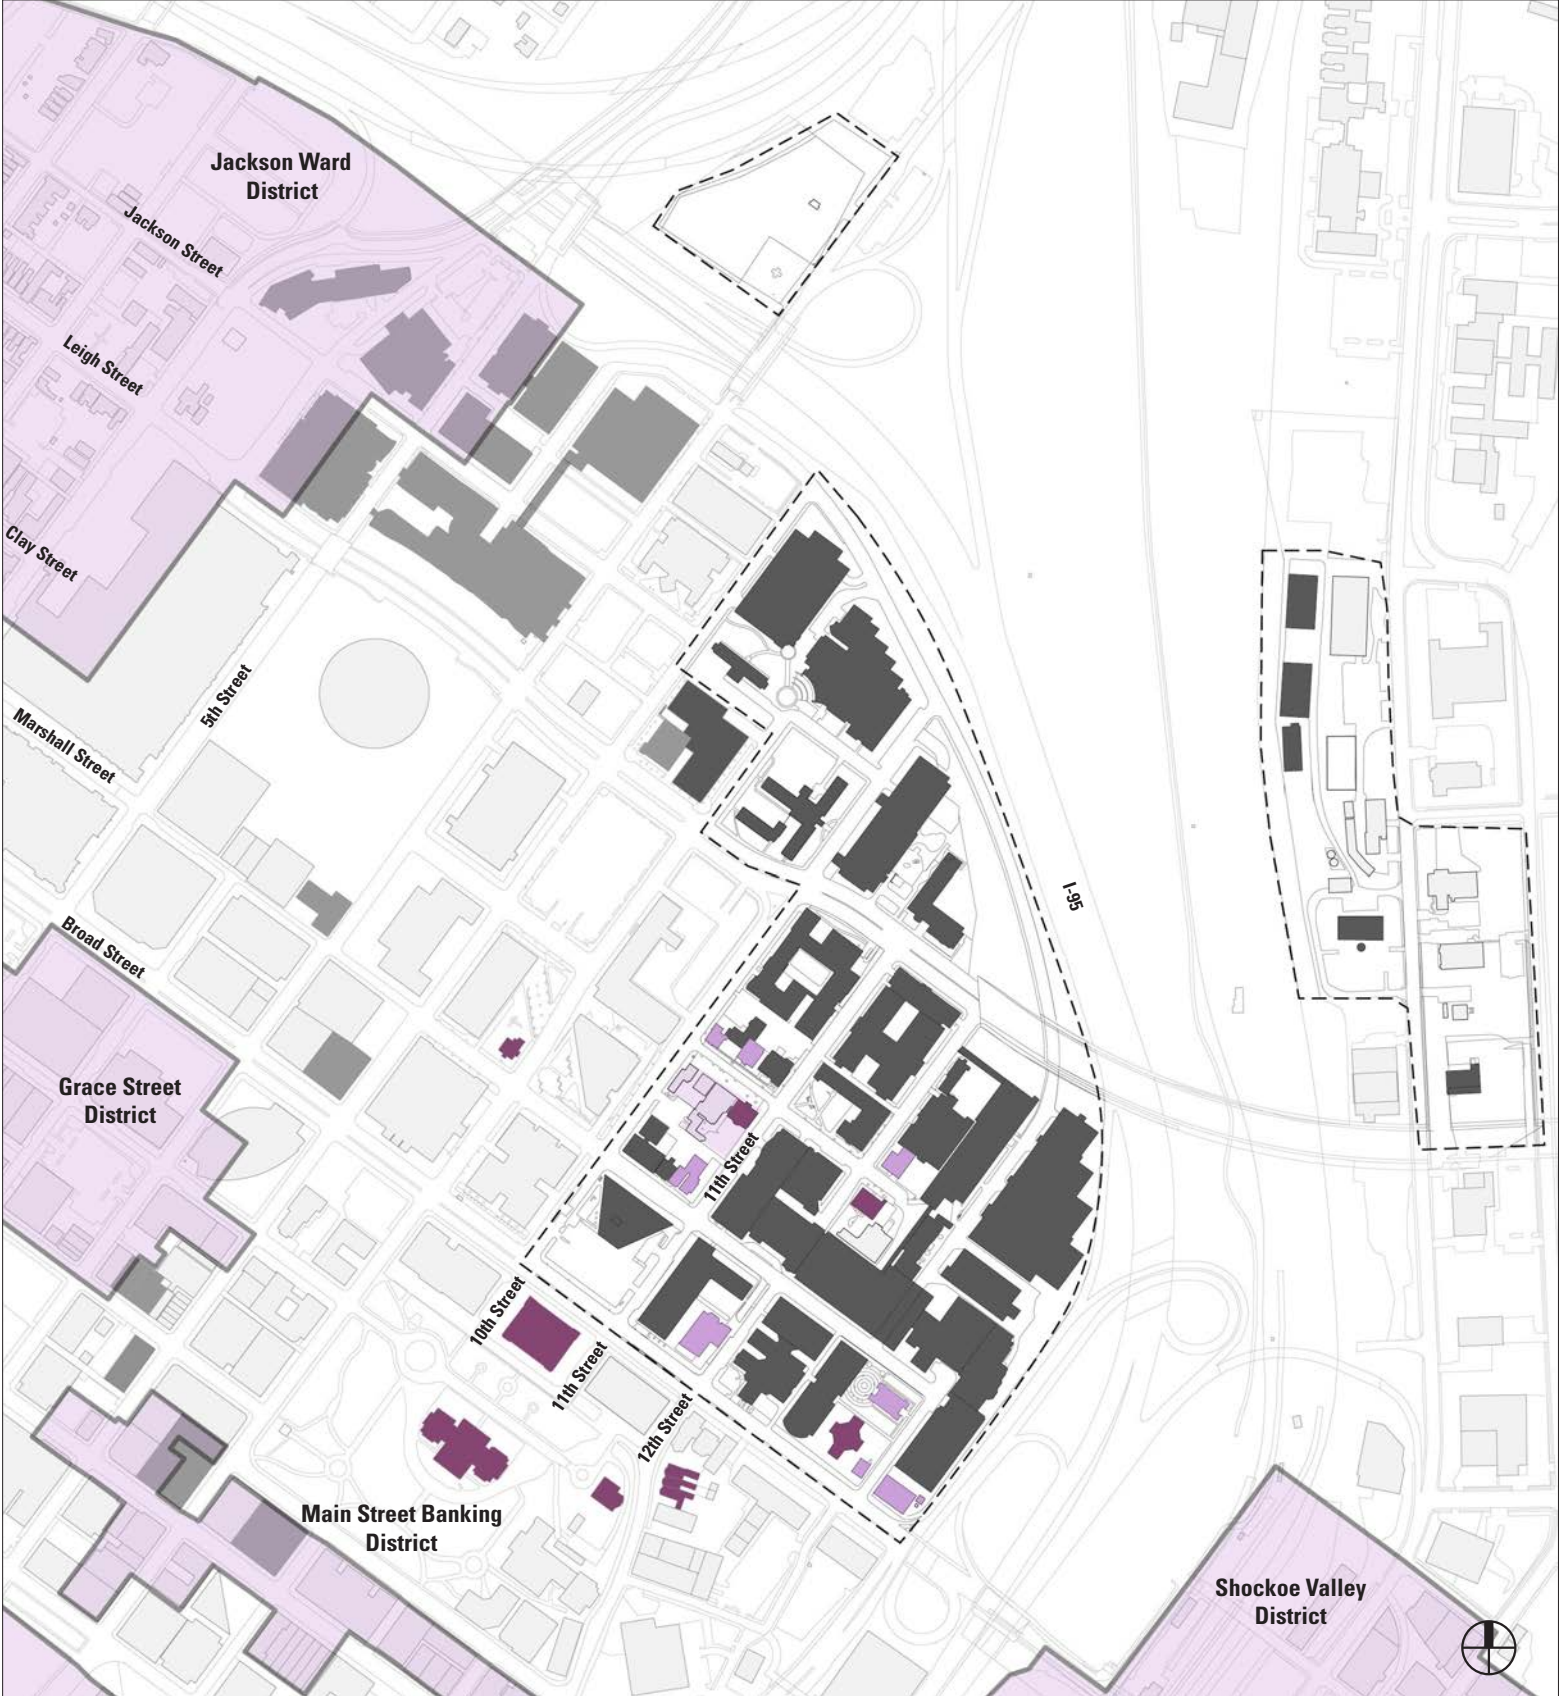 Jackson Ward
District
Jackson Street
Leigh Street
Clay Street
5th Street
Marshall Street
I-95
Broad Street
Grace Street
District
11th Street
10th Street
11th Street
12th Street
Main Street Banking
District
Shockoe Valley
District